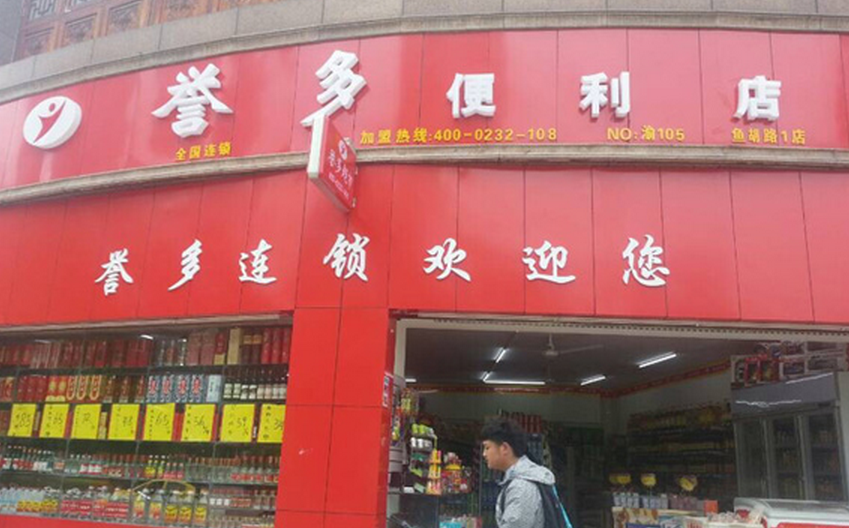 誉多便利店
全国连锁
加盟热线:400-0232-108 NO:渝105 鱼胡路1店
誉多连锁欢迎您